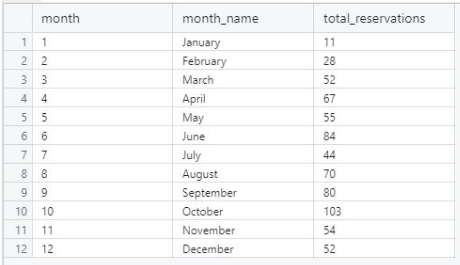 month month_name total_reservations
1 1 January 11
2 2 February 28
3 3 March 52
4 4 April 67
5 5 May 55
6 6 June 84
7 7 July 44
8 8 August 70
9 9 September 80
10 10 October 103
11 11 November 54
12 12 December 52